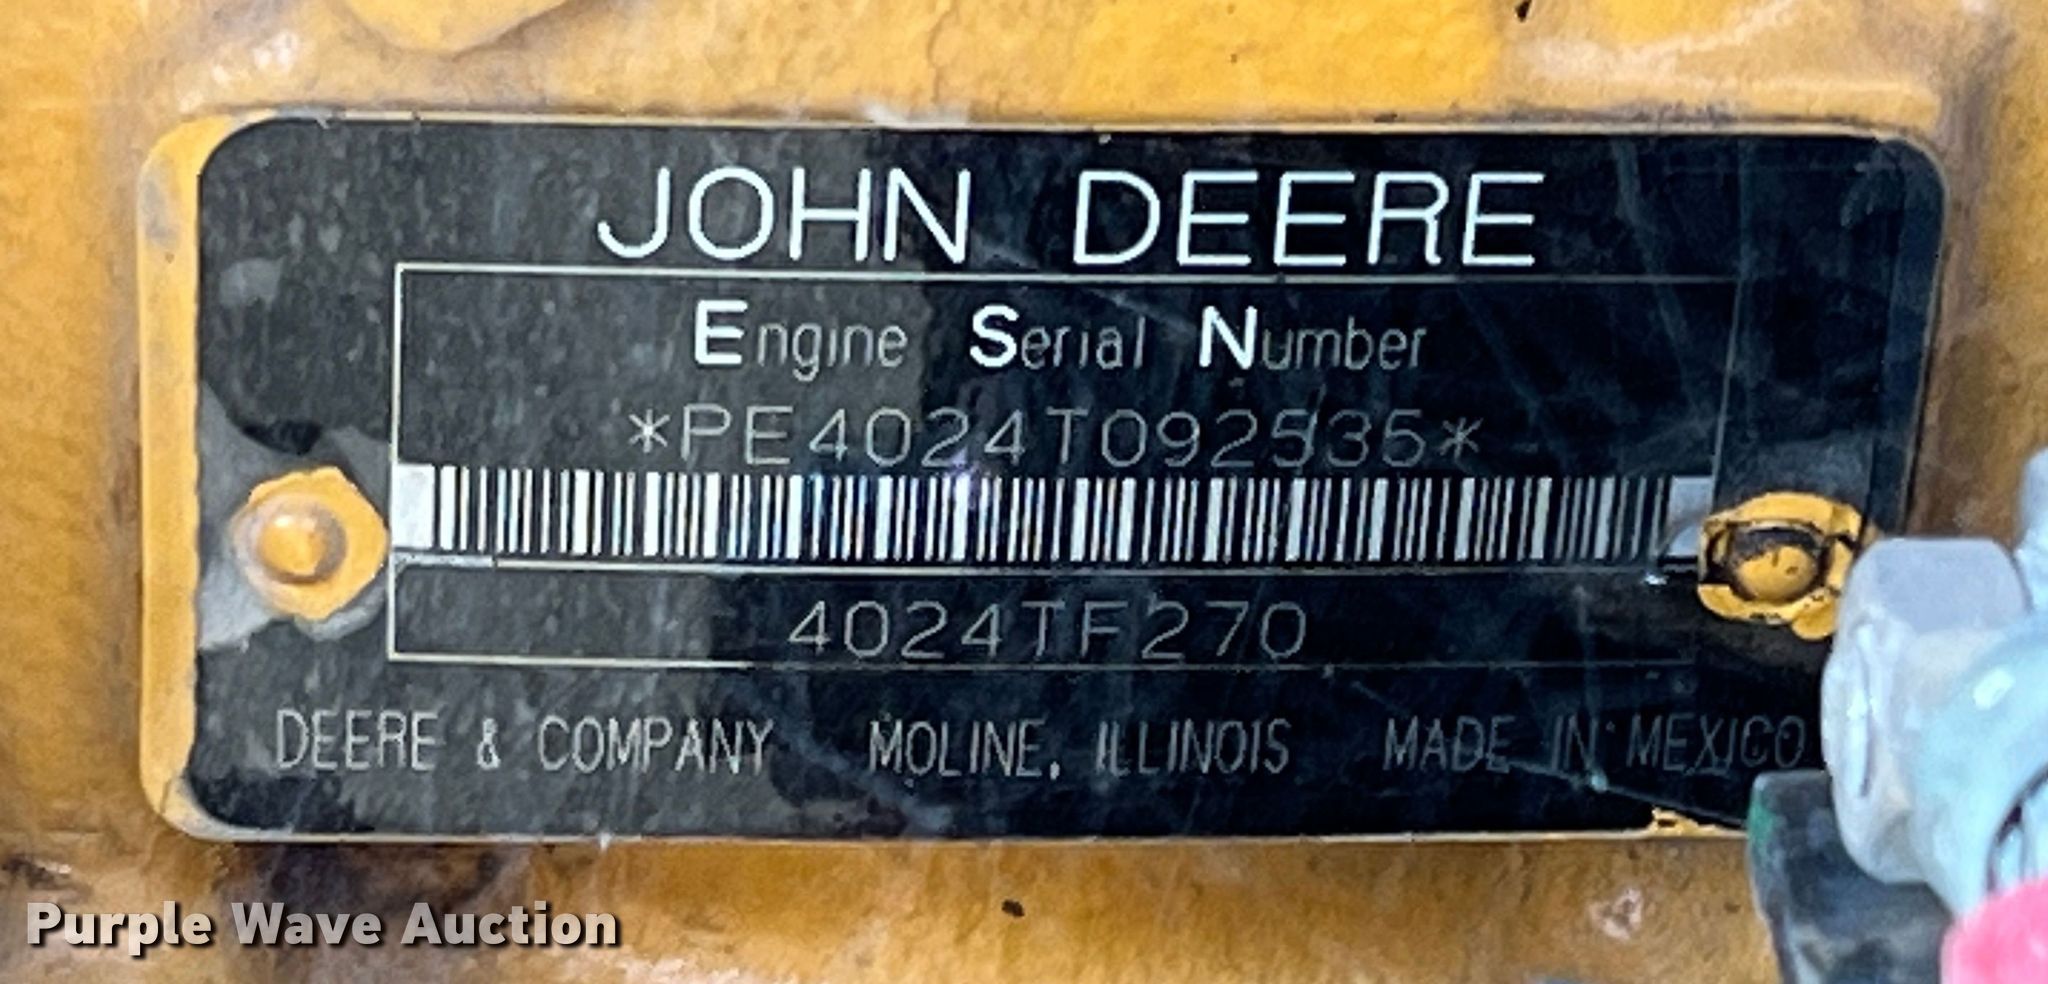 JOHN DEERE
Engine Serial Number
*PE4024T092535*
4024TF270
DEERE & COMPANY MOLINE, ILLINOIS MADE IN MEXICO
Purple Wave Auction